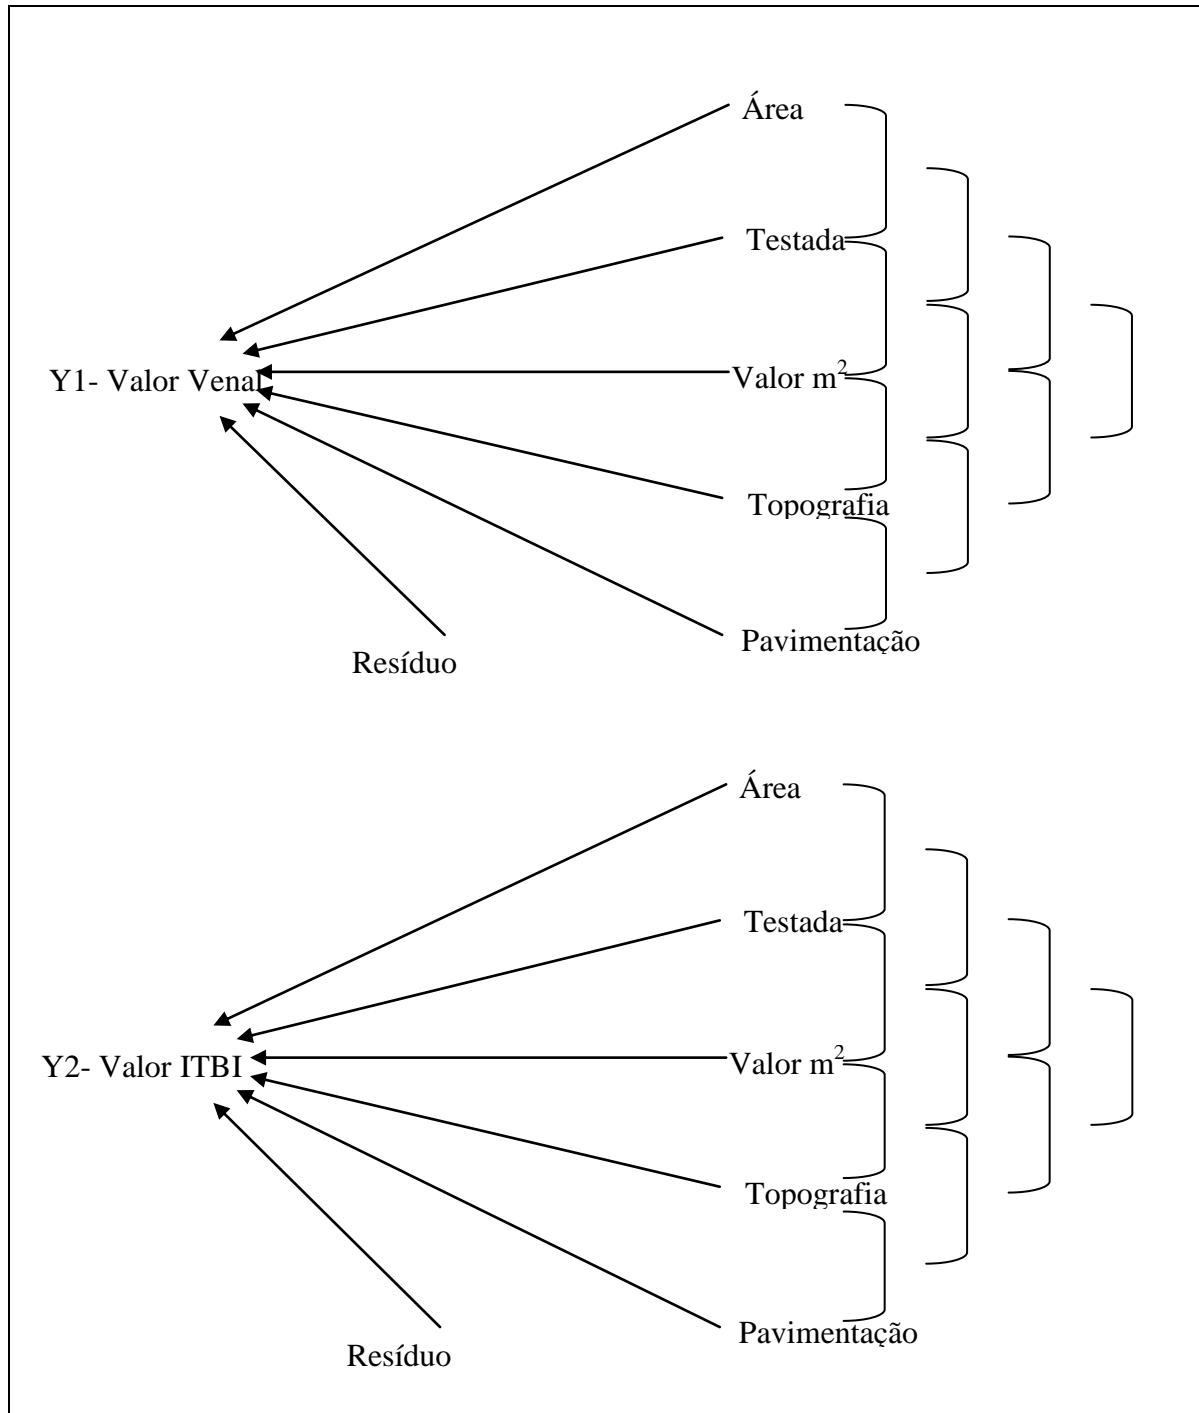 Área
Testada
Y1- Valor Venal
Valor m²
Topografia
Pavimentação
Resíduo
Área
Testada
Y2- Valor ITBI
Valor m²
Topografia
Pavimentação
Resíduo